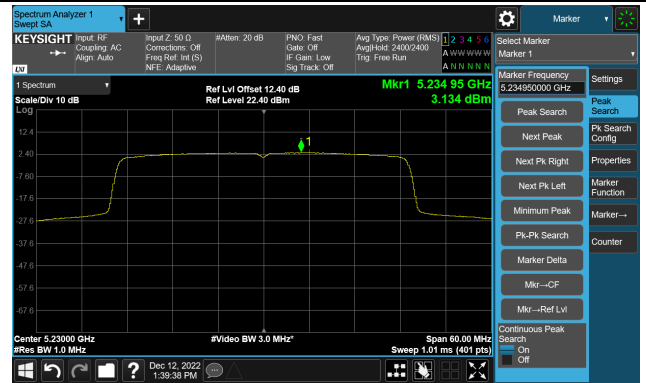 Spectrum Analyzer 1
Swept SA
Marker
KEYSIGHT
Input: RF
Coupling: AC
Align: Auto
Input Z: 50 Ω
Corrections: Off
Freq Ref: Int (S)
NFE: Adaptive
#Atten: 20 dB
PNO: Fast
Gate: Off
IF Gain: Low
Sig Track: Off
Avg Type: Power (RMS)
Avg|Hold: 2400/2400
Trig: Free Run
1 2 3 4 5 6
A W W W W W
A N N N N N
LXI
Select Marker
Marker 1
1 Spectrum
Scale/Div 10 dB
Log
Ref Lvl Offset 12.40 dB
Ref Level 22.40 dBm
Mkr1 5.234 95 GHz
3.134 dBm
12.4
2.40
-7.60
-17.6
-27.6
-37.6
-47.6
-57.6
-67.6
1
Center 5.23000 GHz
#Res BW 1.0 MHz
#Video BW 3.0 MHz*
Span 60.00 MHz
Sweep 1.01 ms (401 pts)
Marker Frequency
5.234950000 GHz
Peak Search
Next Peak
Next Pk Right
Next Pk Left
Minimum Peak
Pk-Pk Search
Marker Delta
Mkr→CF
Mkr→Ref Lvl
Continuous Peak
Search
On
Off
Settings
Peak
Search
Pk Search
Config
Properties
Marker
Function
Marker→
Counter
?
Dec 12, 2022
1:39:38 PM